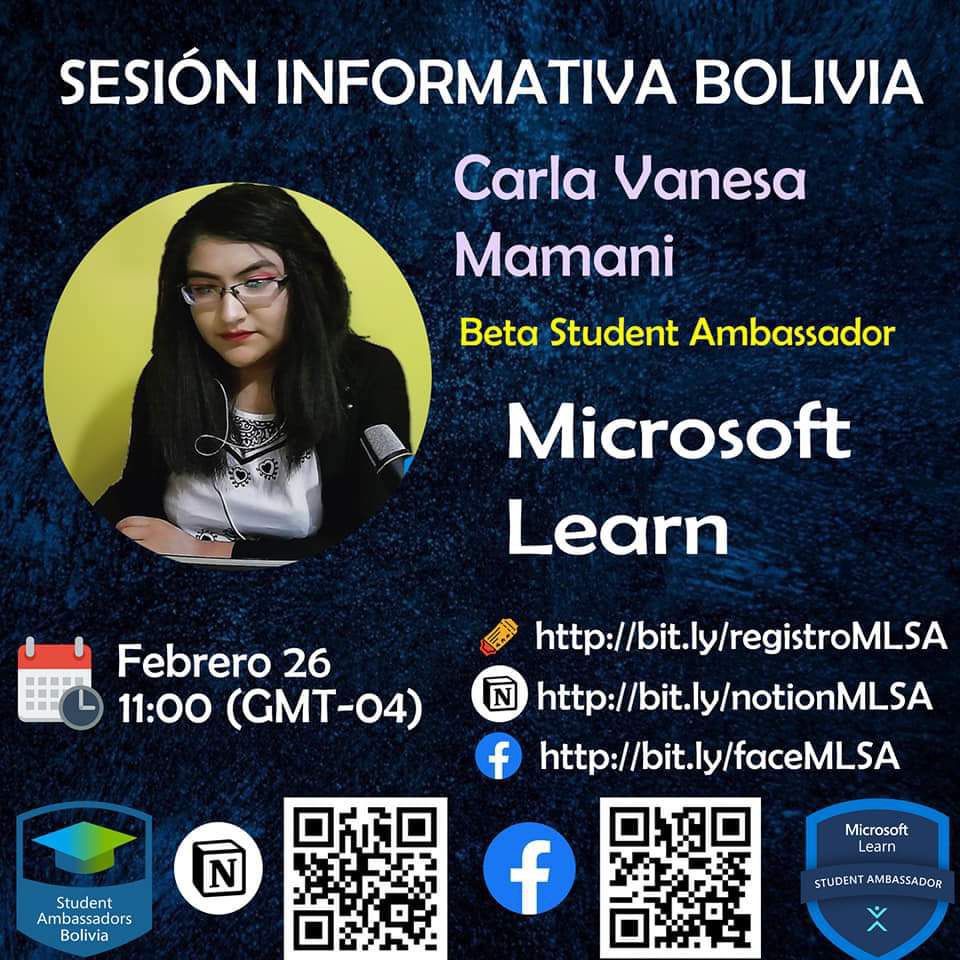 SESIÓN INFORMATIVA BOLIVIA
Carla Vanesa
Mamani
Beta Student Ambassador
Microsoft
Learn
Febrero 26
11:00 (GMT-04)
http://bit.ly/registroMLSA
http://bit.ly/notionMLSA
http://bit.ly/faceMLSA
Student
Ambassadors
Bolivia
N
N
f
f
Microsoft
Learn
STUDENT AMBASSADOR